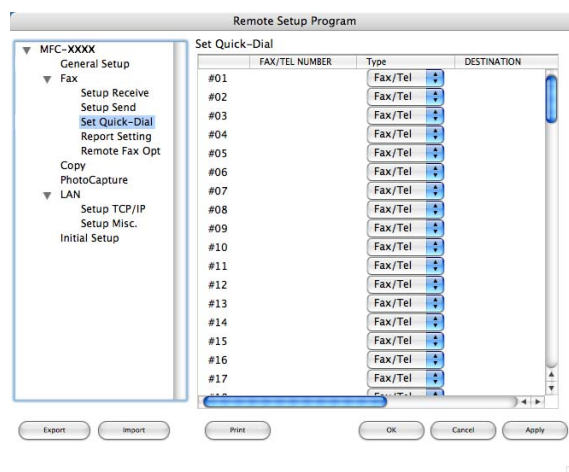 Remote Setup Program
MFC-XXXX
General Setup
Fax
Setup Receive
Setup Send
Set Quick-Dial
Report Setting
Remote Fax Opt
Copy
PhotoCapture
LAN
Setup TCP/IP
Setup Misc.
Initial Setup
Set Quick-Dial
FAX/TEL NUMBER Type DESTINATION
#01 Fax/Tel
#02 Fax/Tel
#03 Fax/Tel
#04 Fax/Tel
#05 Fax/Tel
#06 Fax/Tel
#07 Fax/Tel
#08 Fax/Tel
#09 Fax/Tel
#10 Fax/Tel
#11 Fax/Tel
#12 Fax/Tel
#13 Fax/Tel
#14 Fax/Tel
#15 Fax/Tel
#16 Fax/Tel
#17 Fax/Tel
Export Import Print OK Cancel Apply